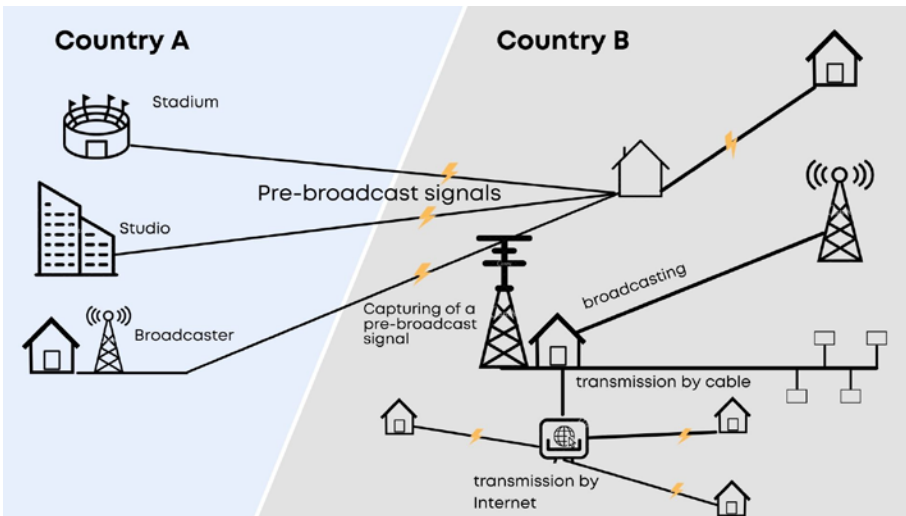 Country A
Country B
Stadium
Pre-broadcast signals
Studio
broadcasting
Capturing of a
pre-broadcast
signal
Broadcaster
transmission by cable
transmission by
Internet